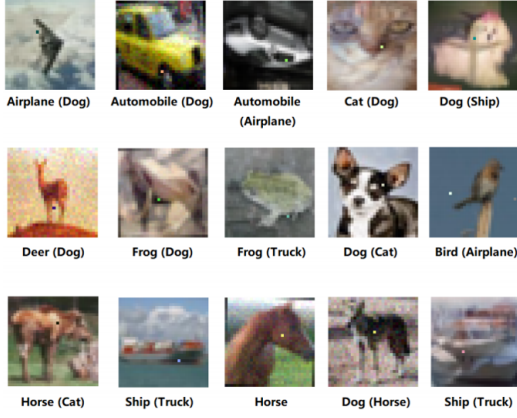 Airplane (Dog)
Automobile (Dog)
Automobile
(Airplane)
Cat (Dog)
Dog (Ship)
Deer (Dog)
Frog (Dog)
Frog (Truck)
Dog (Cat)
Bird (Airplane)
Horse (Cat)
Ship (Truck)
Horse
Dog (Horse)
Ship (Truck)